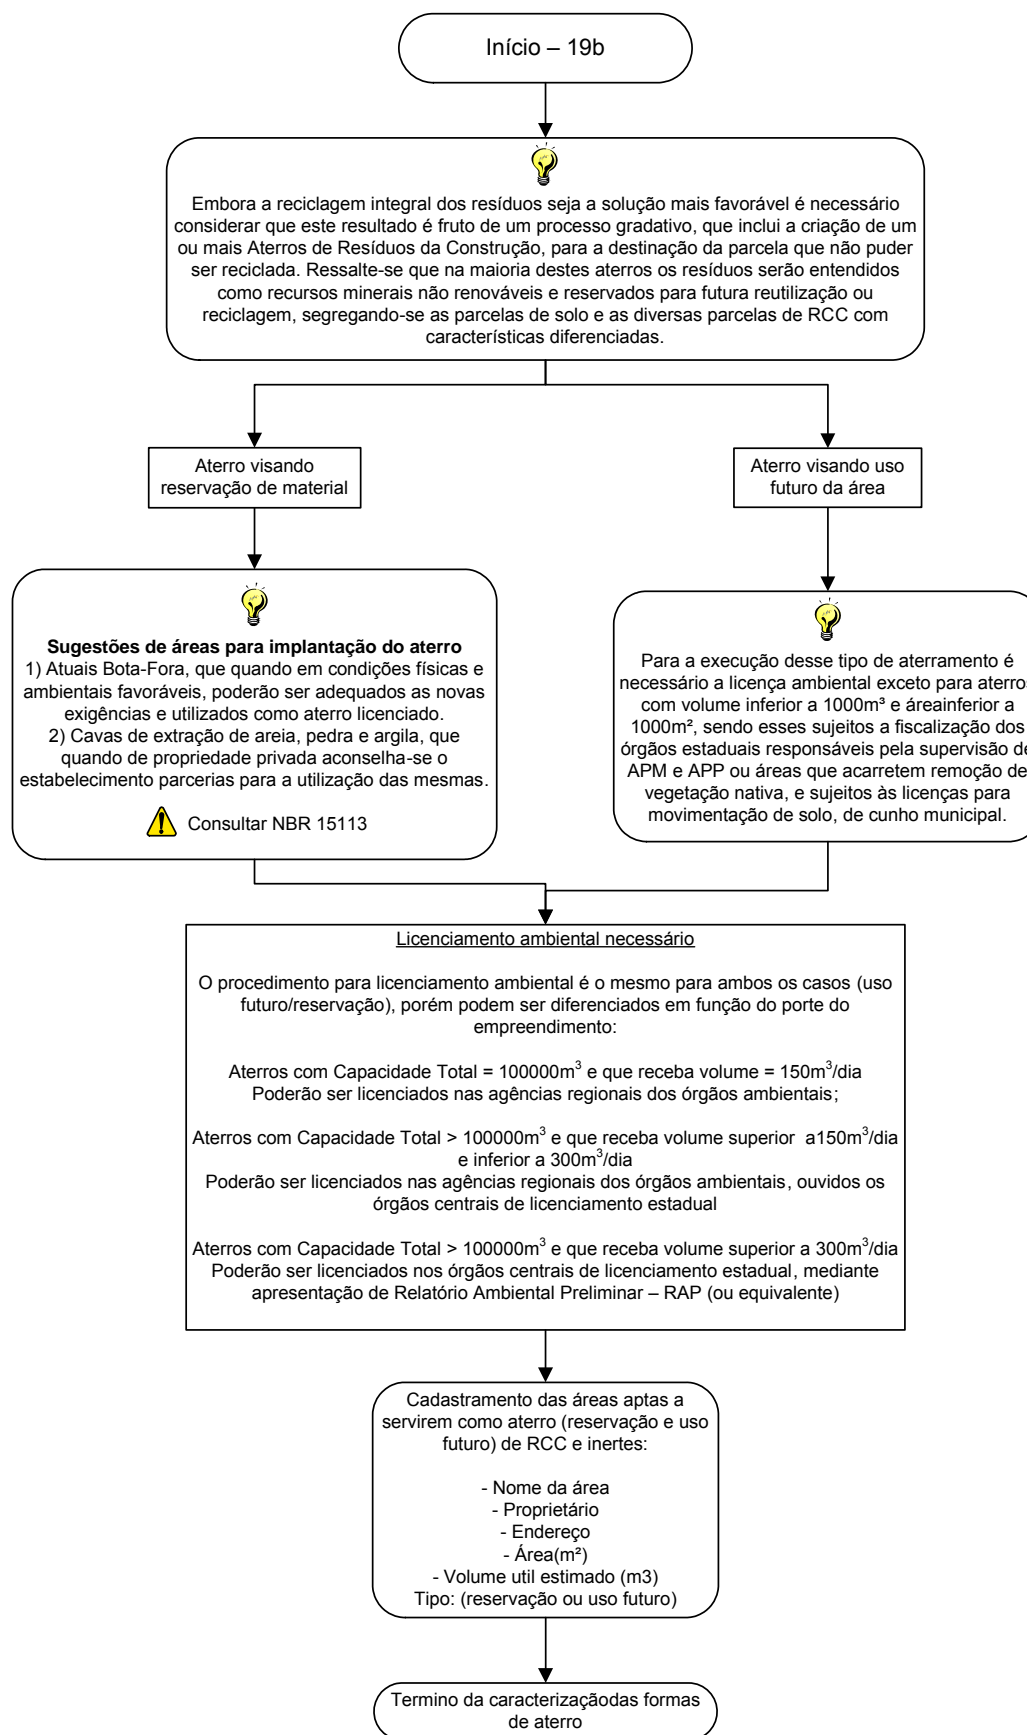 Início – 19b
Embora a reciclagem integral dos resíduos seja a solução mais favorável é necessário
considerar que este resultado é fruto de um processo gradativo, que inclui a criação de um
ou mais Aterros de Resíduos da Construção, para a destinação da parcela que não puder
ser reciclada. Ressalte-se que na maioria destes aterros os resíduos serão entendidos
como recursos minerais não renováveis e reservados para futura reutilização ou
reciclagem, segregando-se as parcelas de solo e as diversas parcelas de RCC com
características diferenciadas.
Aterro visando
reservação de material
Aterro visando uso
futuro da área
Sugestões de áreas para implantação do aterro
1) Atuais Bota-Fora, que quando em condições físicas e
ambientais favoráveis, poderão ser adequados as novas
exigências e utilizados como aterro licenciado.
2) Cavas de extração de areia, pedra e argila, que
quando de propriedade privada aconselha-se o
estabelecimento parcerias para a utilização das mesmas.
Consultar NBR 15113
Para a execução desse tipo de aterramento é
necessário a licença ambiental exceto para aterros
com volume inferior a 1000m³ e áreainferior a
1000m², sendo esses sujeitos a fiscalização dos
órgãos estaduais responsáveis pela supervisão de
APM e APP ou áreas que acarretem remoção de
vegetação nativa, e sujeitos às licenças para
movimentação de solo, de cunho municipal.
Licenciamento ambiental necessário
O procedimento para licenciamento ambiental é o mesmo para ambos os casos (uso
futuro/reservação), porém podem ser diferenciados em função do porte do
empreendimento:
Aterros com Capacidade Total = 100000m³ e que receba volume = 150m³/dia
Poderão ser licenciados nas agências regionais dos órgãos ambientais;
Aterros com Capacidade Total > 100000m³ e que receba volume superior  a150m³/dia
e inferior a 300m³/dia
Poderão ser licenciados nas agências regionais dos órgãos ambientais, ouvidos os
órgãos centrais de licenciamento estadual
Aterros com Capacidade Total > 100000m³ e que receba volume superior a 300m³/dia
Poderão ser licenciados nos órgãos centrais de licenciamento estadual, mediante
apresentação de Relatório Ambiental Preliminar – RAP (ou equivalente)
Cadastramento das áreas aptas a
servirem como aterro (reservação e uso
futuro) de RCC e inertes:
- Nome da área
- Proprietário
- Endereço
- Área(m²)
- Volume util estimado (m3)
Tipo: (reservação ou uso futuro)
Termino da caracterizaçãodas formas
de aterro